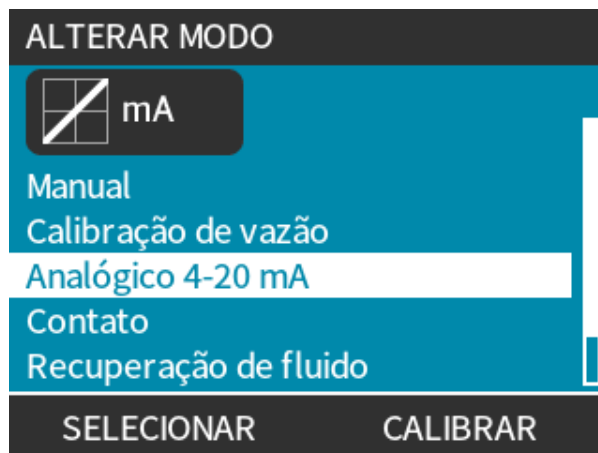 ALTERAR MODO
mA
Manual
Calibração de vazão
Analógico 4-20 mA
Contato
Recuperação de fluido
SELECIONAR CALIBRAR